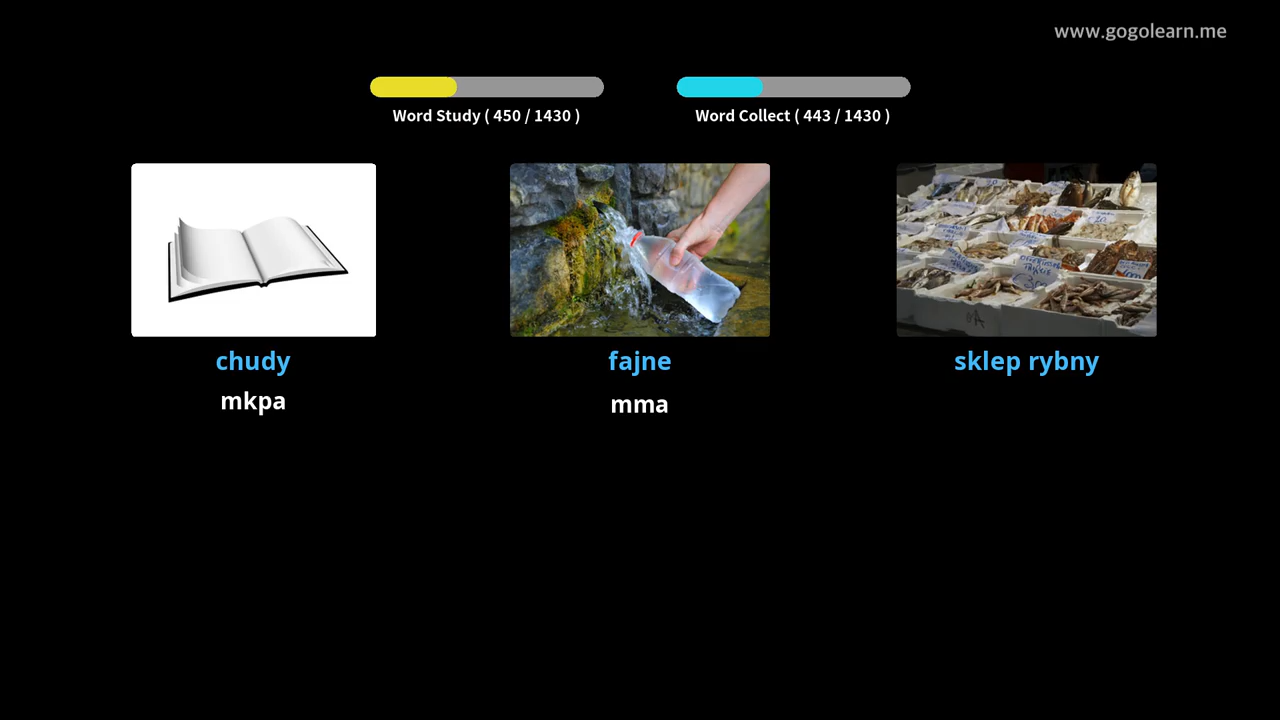 www.gogolearn.me
Word Study ( 450 / 1430 )
Word Collect ( 443 / 1430 )
chudy
fajne
sklep rybny
mkpa
mma